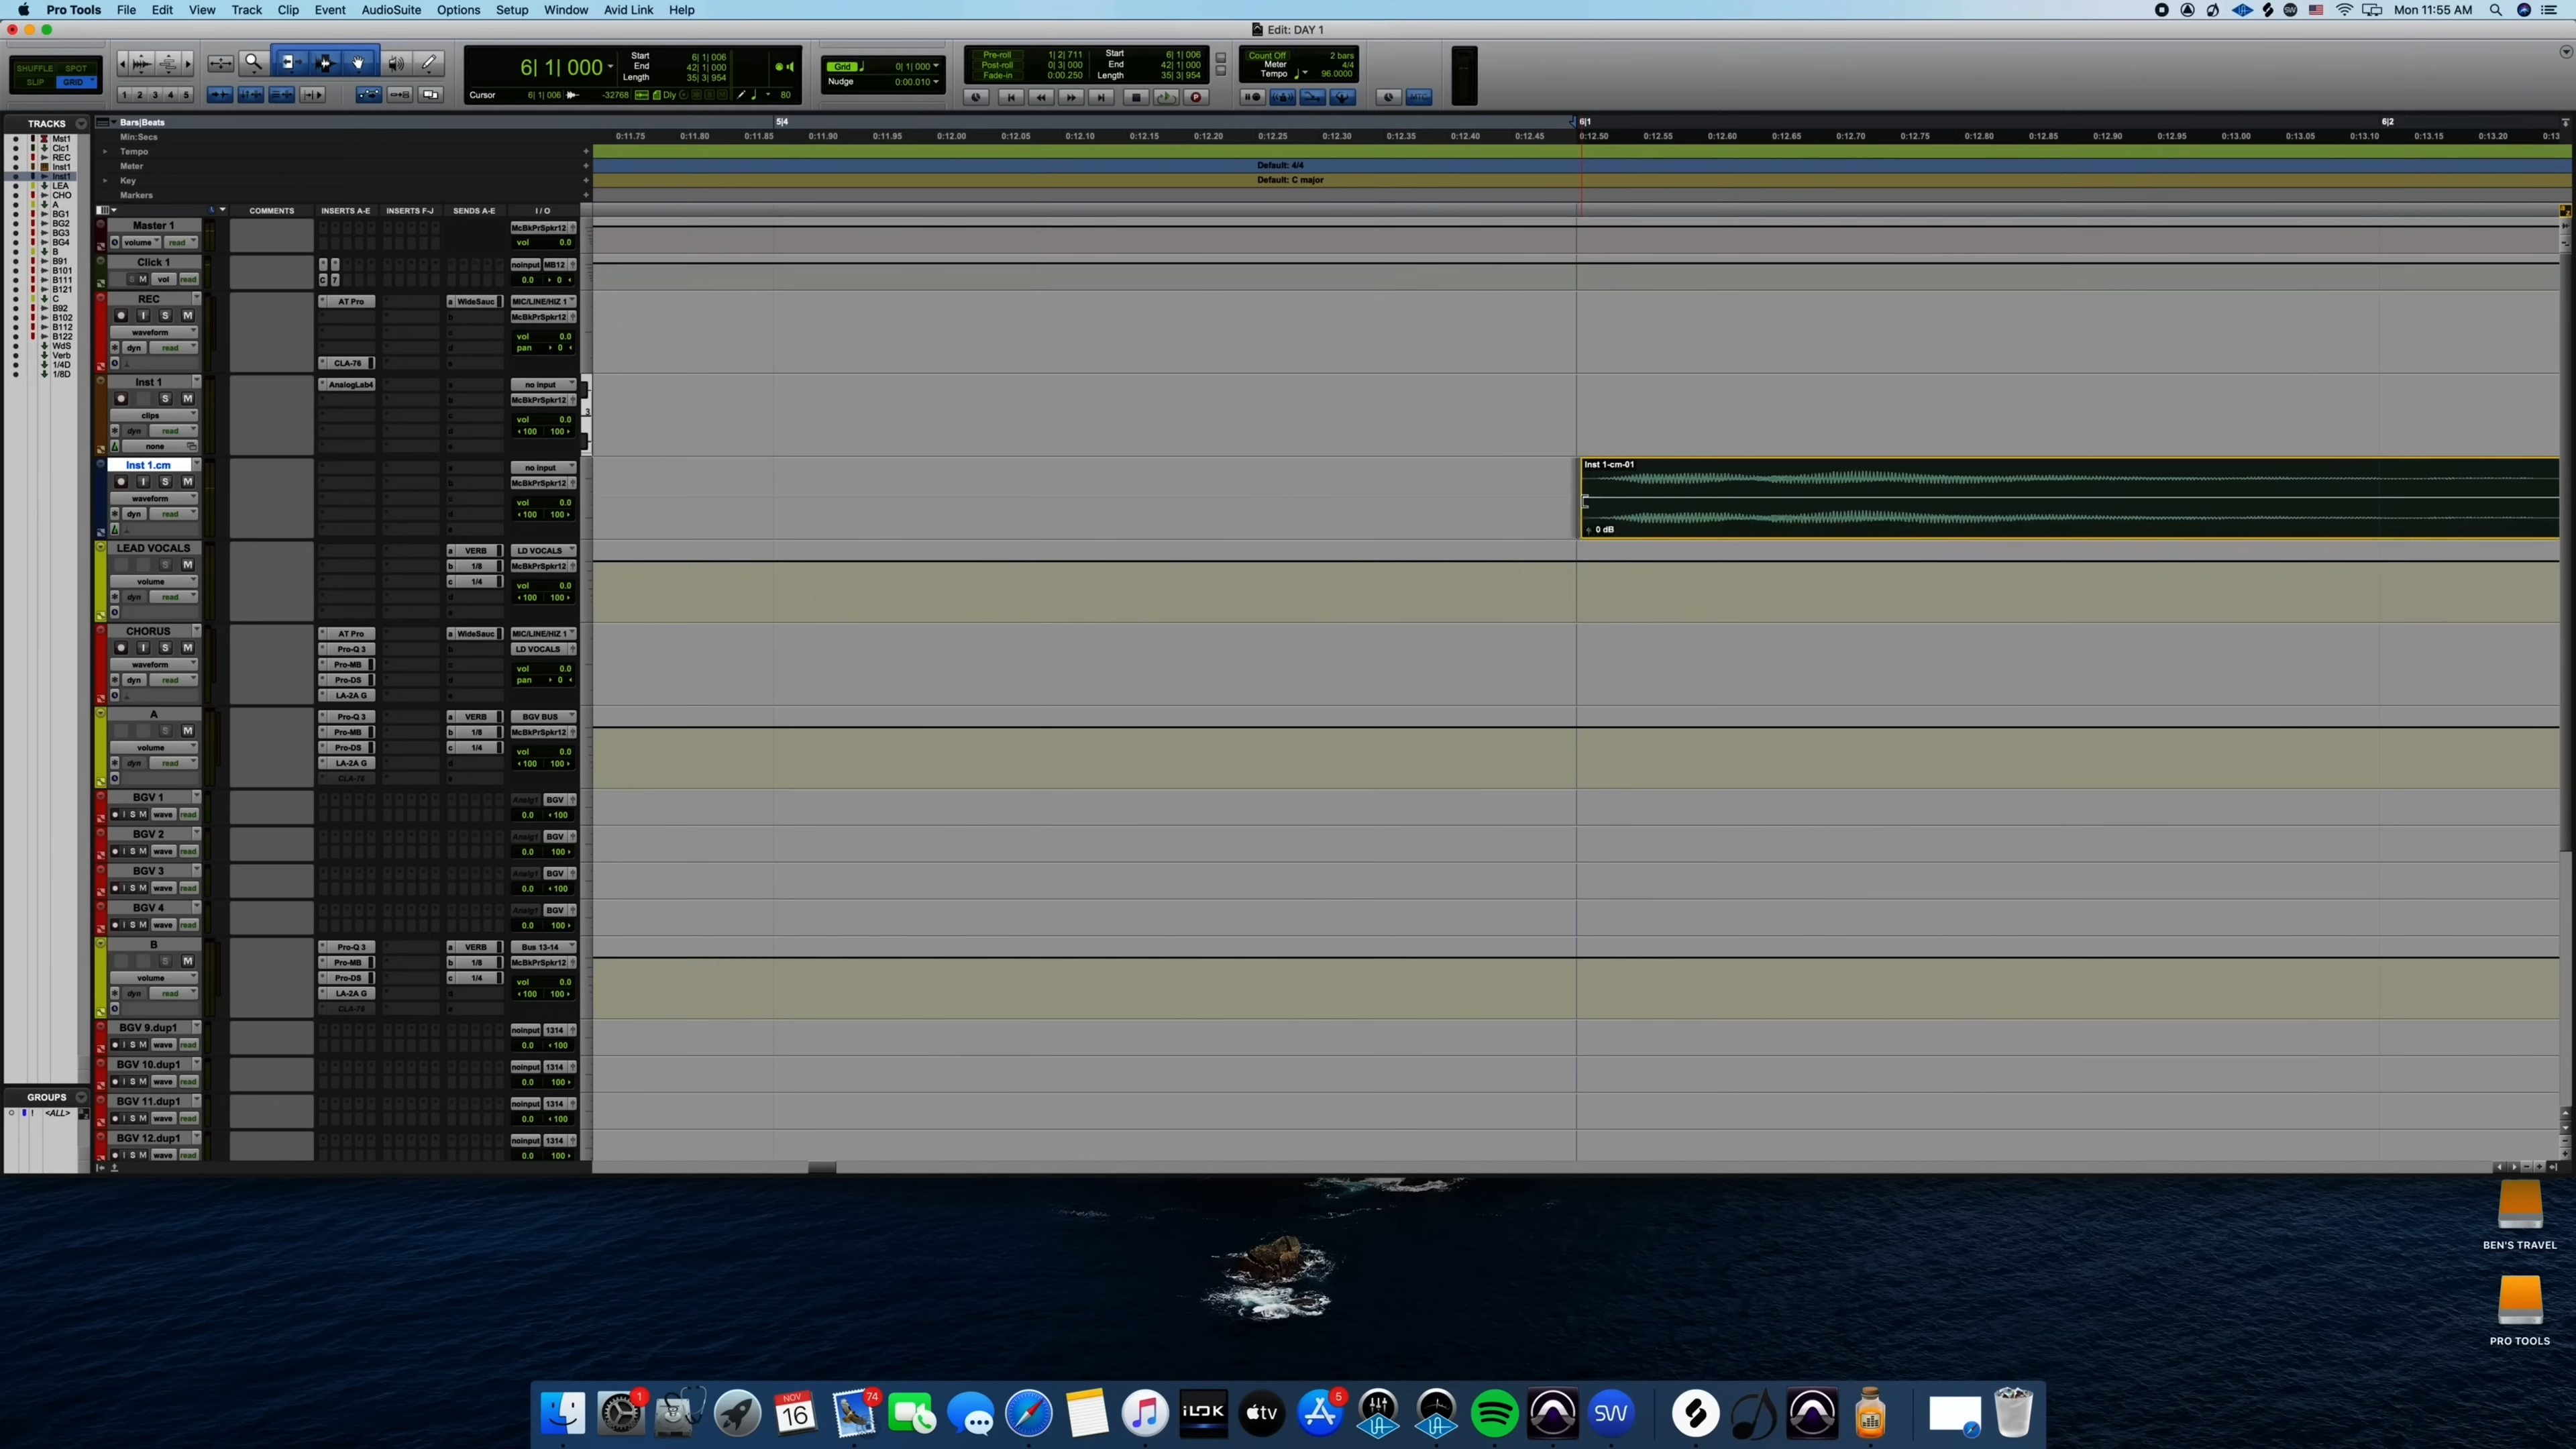 Pro Tools File Edit View Track Clip Event AudioSuite Options Setup Window Avid Link Help Mon 11:55 AM
Edit: DAY 1
SHUFFLE SPOT
SLIP GRID
1 2 3 4 5
6| 1| 000
Start 6| 1| 006
End 42| 1| 000
Length 35| 3| 954
Cursor 6| 1| 006 -32768 Dly 80
Grid 0| 1| 000
Nudge 0:00.010
Pre-roll 1| 2| 711
Post-roll 0| 3| 000
Fade-in 0:00.250
Start 6| 1| 006
End 42| 1| 000
Length 35| 3| 954
Count Off 2 bars
Meter 4/4
Tempo 96.0000
MTC
TRACKS
Mst1
Clc1
REC
Inst1
Inst1
LEA
CHO
A
BG1
BG2
BG3
BG4
B
B91
B101
B111
B121
C
B92
B102
B112
B122
WdS
Verb
1/4D
1/8D
GROUPS
<ALL>
Bars|Beats 5|4 6|1 6|2
Min:Secs 0:11.75 0:11.80 0:11.85 0:11.90 0:11.95 0:12.00 0:12.05 0:12.10 0:12.15 0:12.20 0:12.25 0:12.30 0:12.35 0:12.40 0:12.45 0:12.50 0:12.60 0:12.65 0:12.70 0:12.75 0:12.80 0:12.85 0:12.90 0:12.95 0:13.00 0:13.05 0:13.10 0:13.15 0:13.20 0:13
Tempo
Meter Default: 4/4
Key Default: C major
Markers
COMMENTS INSERTS A-E INSERTS F-J SENDS A-E I / O
Master 1 McBkPrSpkr12
volume read vol 0.0
Click 1 noinput MB12
S M vol read C 7 0.0 0
REC AT Pro a WideSauc MIC/LINE/HIZ 1
I S M b McBkPrSpkr12
waveform c vol 0.0
dyn read d pan 0
CLA-76 e
Inst 1 AnalogLab4 a no input
S M b McBkPrSpkr12
clips c vol 0.0
dyn read d 100 100
none e
3
Inst 1.cm a no input
I S M b McBkPrSpkr12
waveform c vol 0.0
dyn read d 100 100
e
Inst 1-cm-01
0 dB
LEAD VOCALS a VERB LD VOCALS
S M b 1/8 McBkPrSpkr12
volume c 1/4 vol 0.0
dyn read d 100 100
e
CHORUS AT Pro a WideSauc MIC/LINE/HIZ 1
I S M Pro-Q 3 b LD VOCALS
waveform Pro-MB c vol 0.0
dyn read Pro-DS d pan 0
LA-2A G e
A Pro-Q 3 a VERB BGV BUS
S M Pro-MB b 1/8 McBkPrSpkr12
volume Pro-DS c 1/4 vol 0.0
dyn read LA-2A G d 100 100
CLA-76 e
BGV 1 Analg1 BGV
I S M wave read 0.0 100
BGV 2 Analg1 BGV
I S M wave read 0.0 100
BGV 3 Analg1 BGV
I S M wave read 0.0 100
BGV 4 Analg1 BGV
I S M wave read 0.0 100
B Pro-Q 3 a VERB Bus 13-14
S M Pro-MB b 1/8 McBkPrSpkr12
volume Pro-DS c 1/4 vol 0.0
dyn read LA-2A G d 100 100
CLA-76 e
BGV 9.dup1 noinput 1314
I S M wave read 0.0 100
BGV 10.dup1 noinput 1314
I S M wave read 0.0 100
BGV 11.dup1 noinput 1314
I S M wave read 0.0 100
BGV 12.dup1 noinput 1314
I S M wave read 0.0 100
BEN'S TRAVEL
PRO TOOLS
1 NOV 16 74 iLOK tv 5 UA UA SW